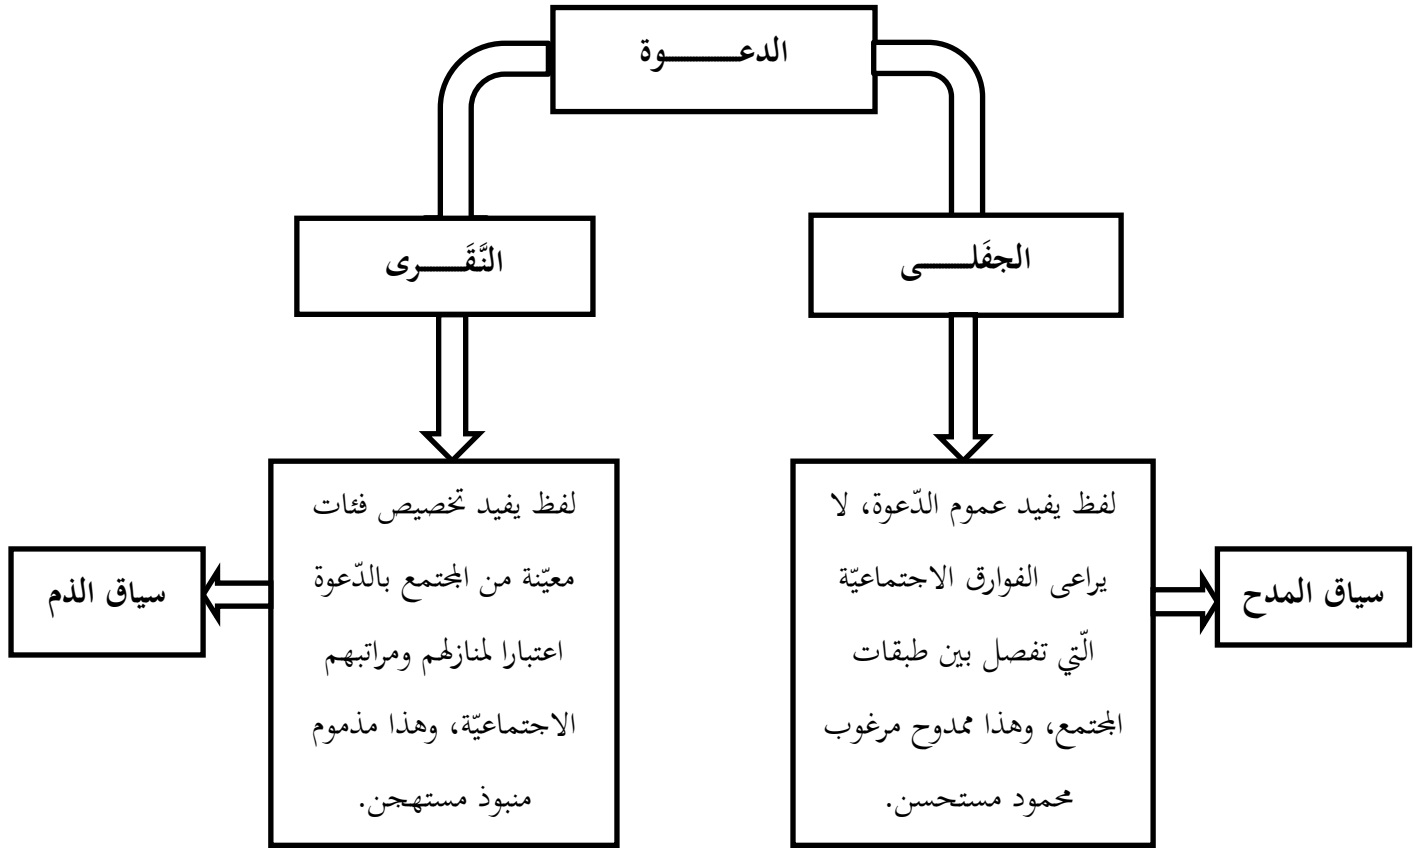 الدعـــــوة
الجفَلـــى
النَّقَـــرى
لفظ يفيد عموم الدّعوة، لا
يراعى الفوارق الاجتماعيّة
الّتي تفصل بين طبقات
المجتمع، وهذا ممدوح مرغوب
محمود مستحسن.
سياق المدح
لفظ يفيد تخصيص فئات
معيّنة من المجتمع بالدّعوة
اعتبارا لمنازلهم ومراتبهم
الاجتماعيّة، وهذا مذموم
منبوذ مستهجن.
سياق الذم